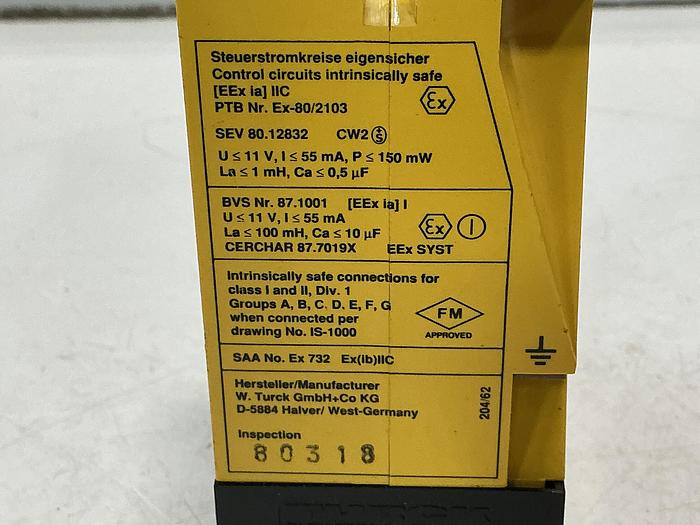 Steuerstromkreise eigensicher
Control circuits intrinsically safe
[EEx ia] IIC
PTB Nr. Ex-80/2103
Ex
SEV 80.12832 CW2 S
U ≤ 11 V, I ≤ 55 mA, P ≤ 150 mW
La ≤ 1 mH, Ca ≤ 0,5 µF
BVS Nr. 87.1001 [EEx ia] I
U ≤ 11 V, I ≤ 55 mA
La ≤ 100 mH, Ca ≤ 10 µF
Ex I
CERCHAR 87.7019X EEx SYST
Intrinsically safe connections for
class I and II, Div. 1
Groups A, B, C, D, E, F, G
when connected per
drawing No. IS-1000
FM
APPROVED
SAA No. Ex 732 Ex(ib)IIC
Hersteller/Manufacturer
W. Turck GmbH+Co KG
D-5884 Halver/ West-Germany
204/62
Inspection
80318